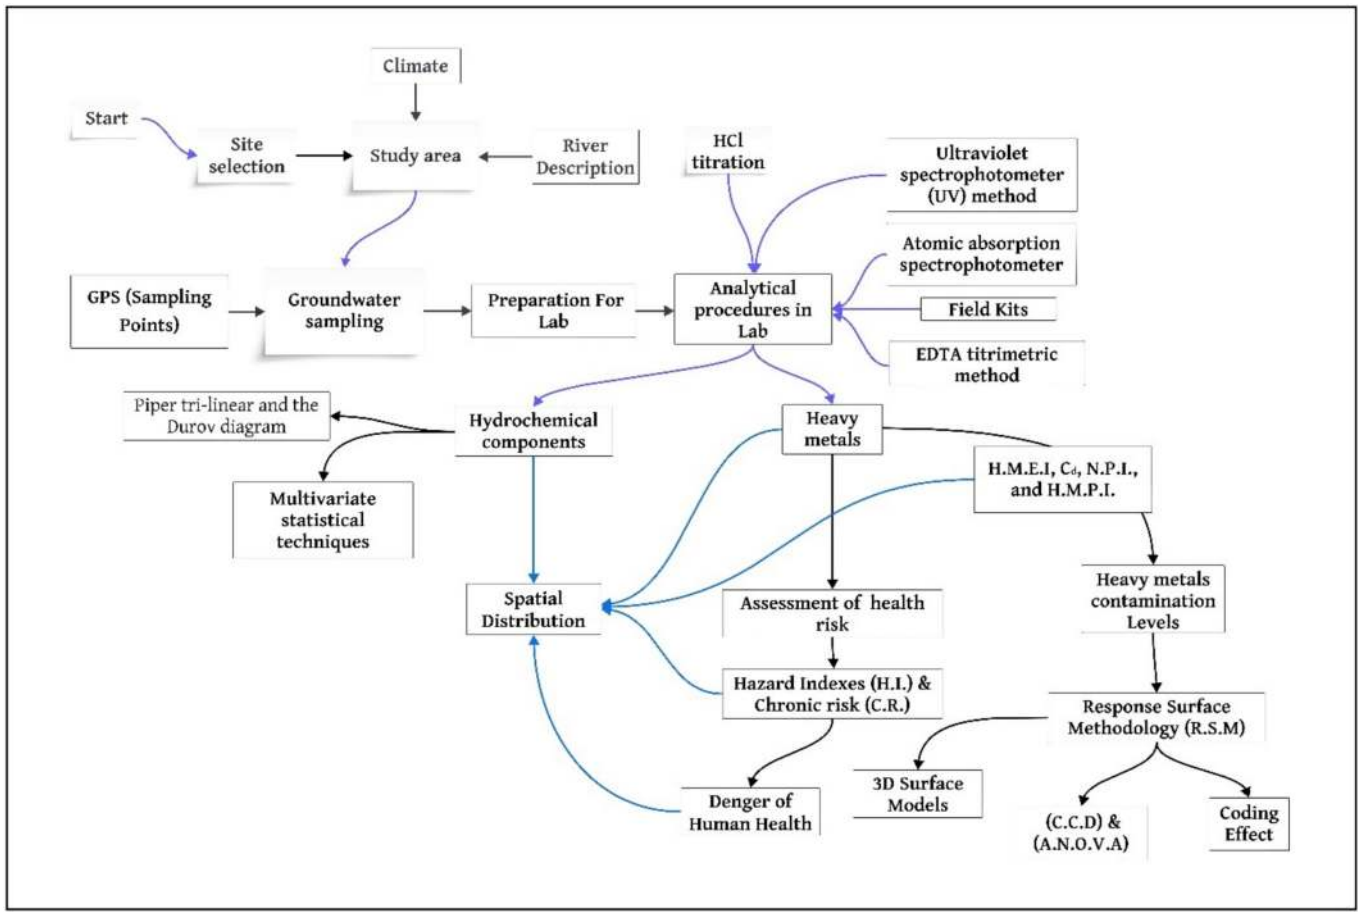 Climate
Start
Site
selection
Study area
River
Description
HCl
titration
Ultraviolet
spectrophotometer
(UV) method
Atomic absorption
spectrophotometer
GPS (Sampling
Points)
Groundwater
sampling
Preparation For
Lab
Analytical
procedures in
Lab
Field Kits
EDTA titrimetric
method
Piper tri-linear and the
Durov diagram
Hydrochemical
components
Heavy
metals
H.M.E.I, Cd, N.P.I.,
and H.M.P.I.
Multivariate
statistical
techniques
Spatial
Distribution
Assessment of health
risk
Heavy metals
contamination
Levels
Hazard Indexes (H.I.) &
Chronic risk (C.R.)
Response Surface
Methodology (R.S.M)
Denger of
Human Health
3D Surface
Models
(C.C.D) &
(A.N.O.V.A)
Coding
Effect